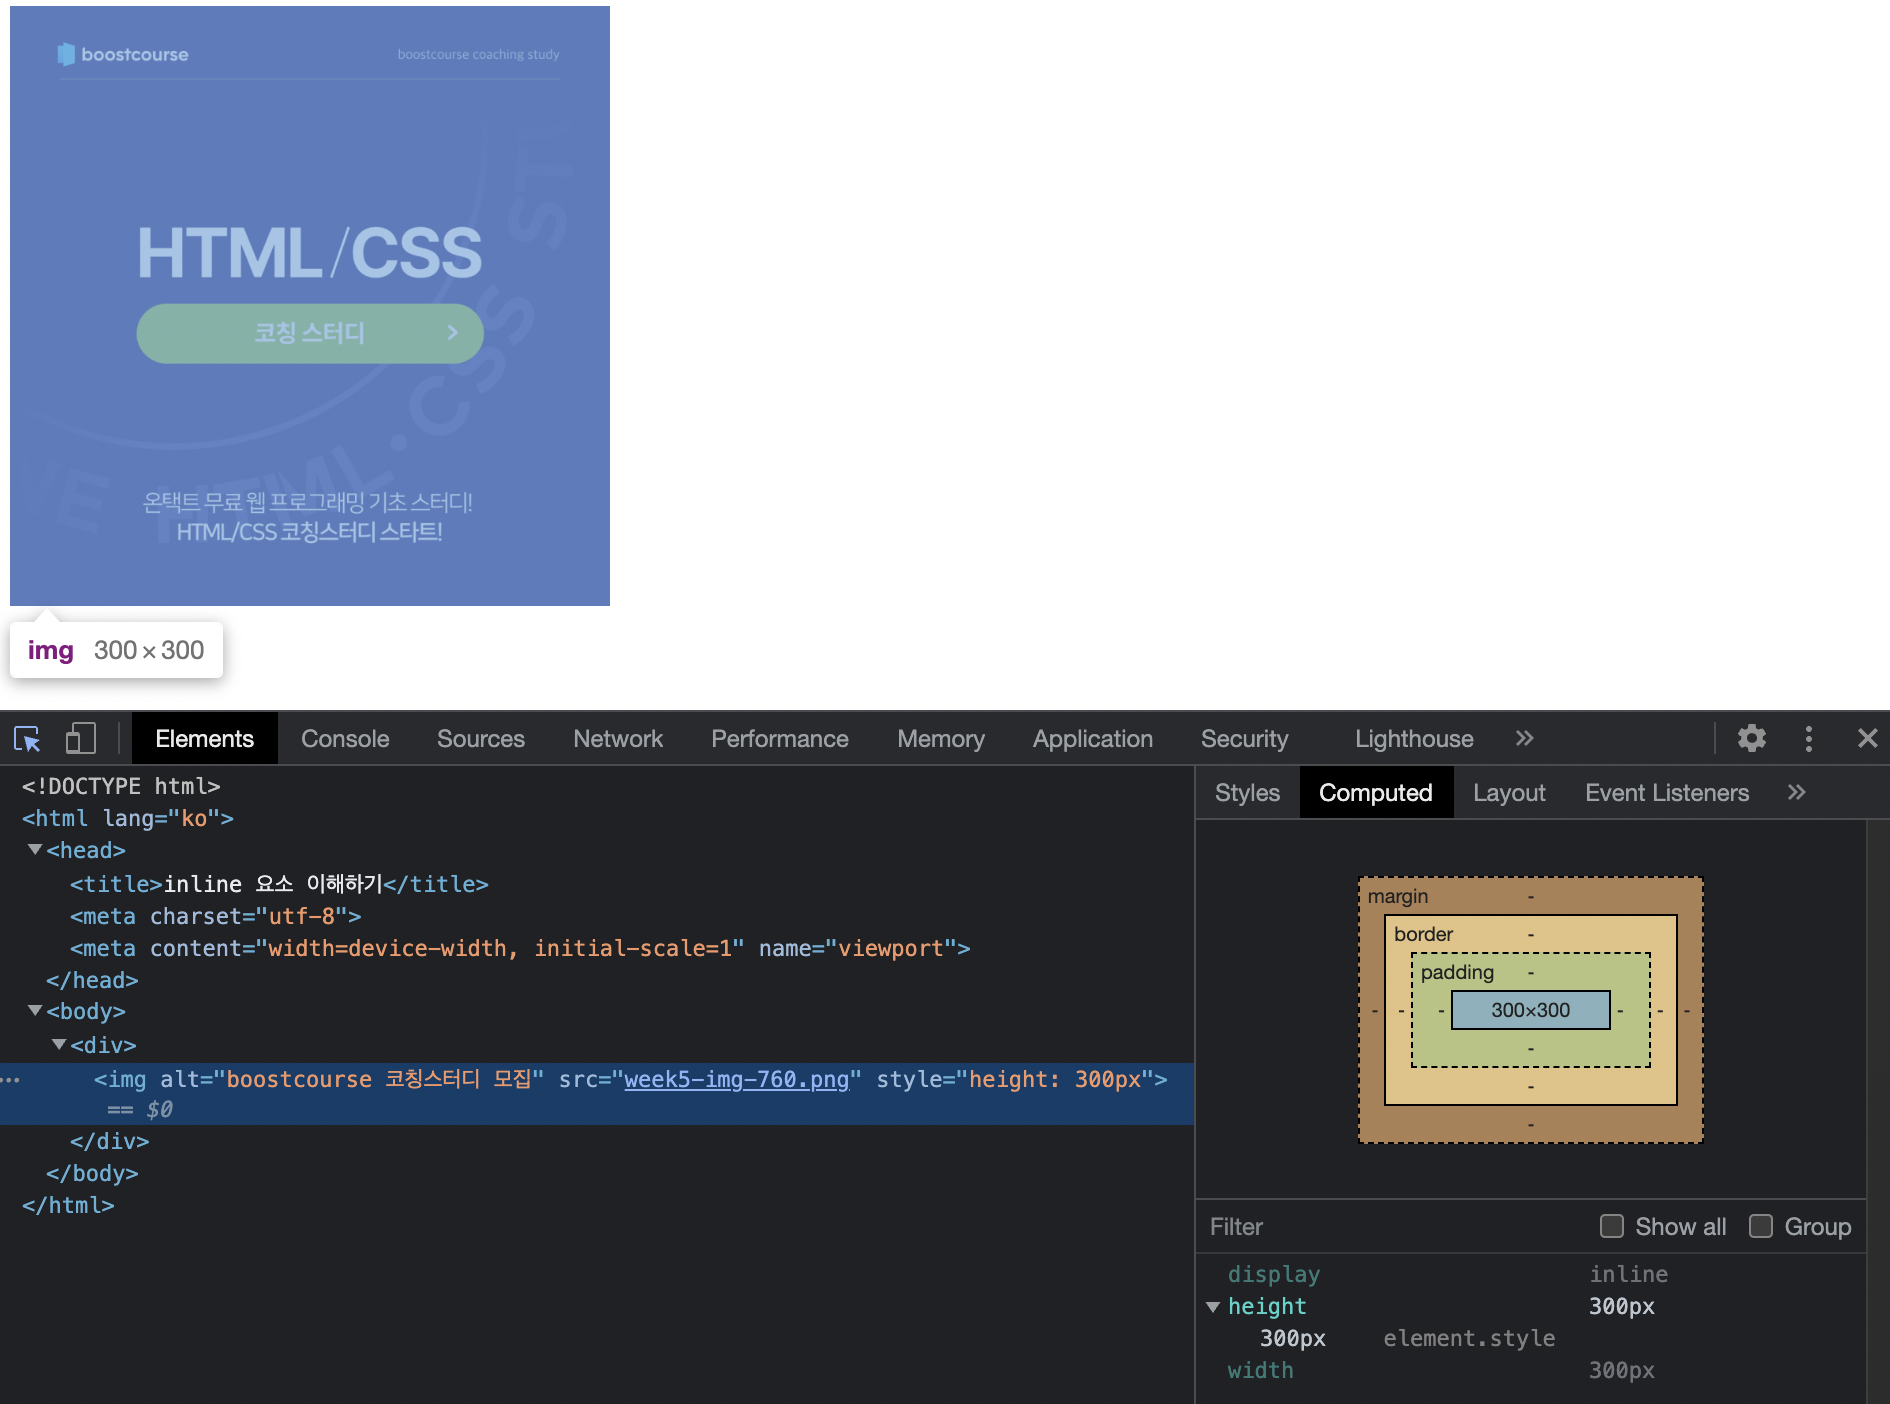 boostcourse
boostcourse coaching study
STU
HTML/CSS
코칭 스터디
VE HTML·CSS ST
온택트 무료 웹 프로그래밍 기초 스터디!
HTML/CSS 코칭스터디 스타트!
img 300 × 300
Elements Console Sources Network Performance Memory Application Security Lighthouse
<!DOCTYPE html>
<html lang="ko">
<head>
<title>inline 요소 이해하기</title>
<meta charset="utf-8">
<meta content="width=device-width, initial-scale=1" name="viewport">
</head>
<body>
<div>
<img alt="boostcourse 코칭스터디 모집" src="week5-img-760.png" style="height: 300px">
== $0
</div>
</body>
</html>
Styles Computed Layout Event Listeners
margin -
border -
padding -
- - - 300×300 - - -
-
-
-
Filter Show all Group
display inline
height 300px
300px element.style
width 300px